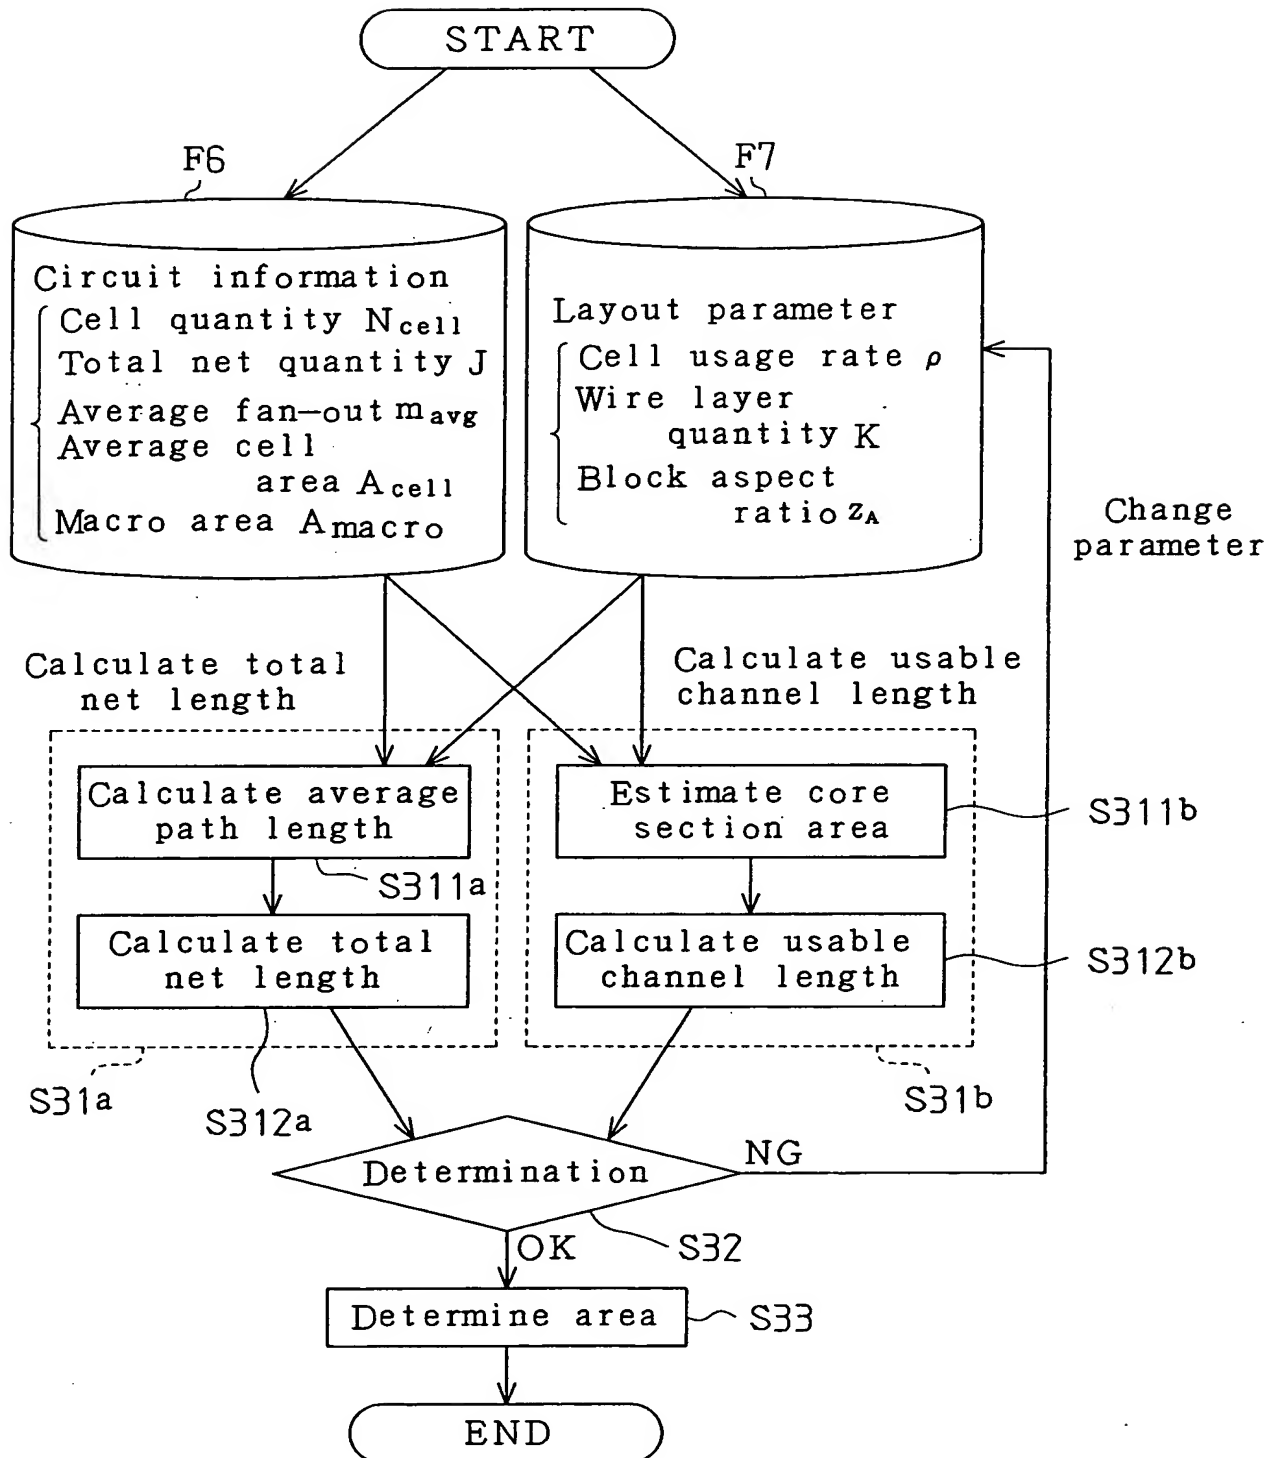 START
F6
F7
Circuit information
Cell quantity Ncell
Total net quantity J
Average fan-out mavg
Average cell
area Acell
Macro area Amacro
Layout parameter
Cell usage rate ρ
Wire layer
quantity K
Block aspect
ratio zA
Change
parameter
Calculate total
net length
Calculate usable
channel length
Calculate average
path length
S311a
Estimate core
section area
S311b
Calculate total
net length
Calculate usable
channel length
S312b
S31a
S312a
S31b
Determination
NG
S32
OK
Determine area
S33
END